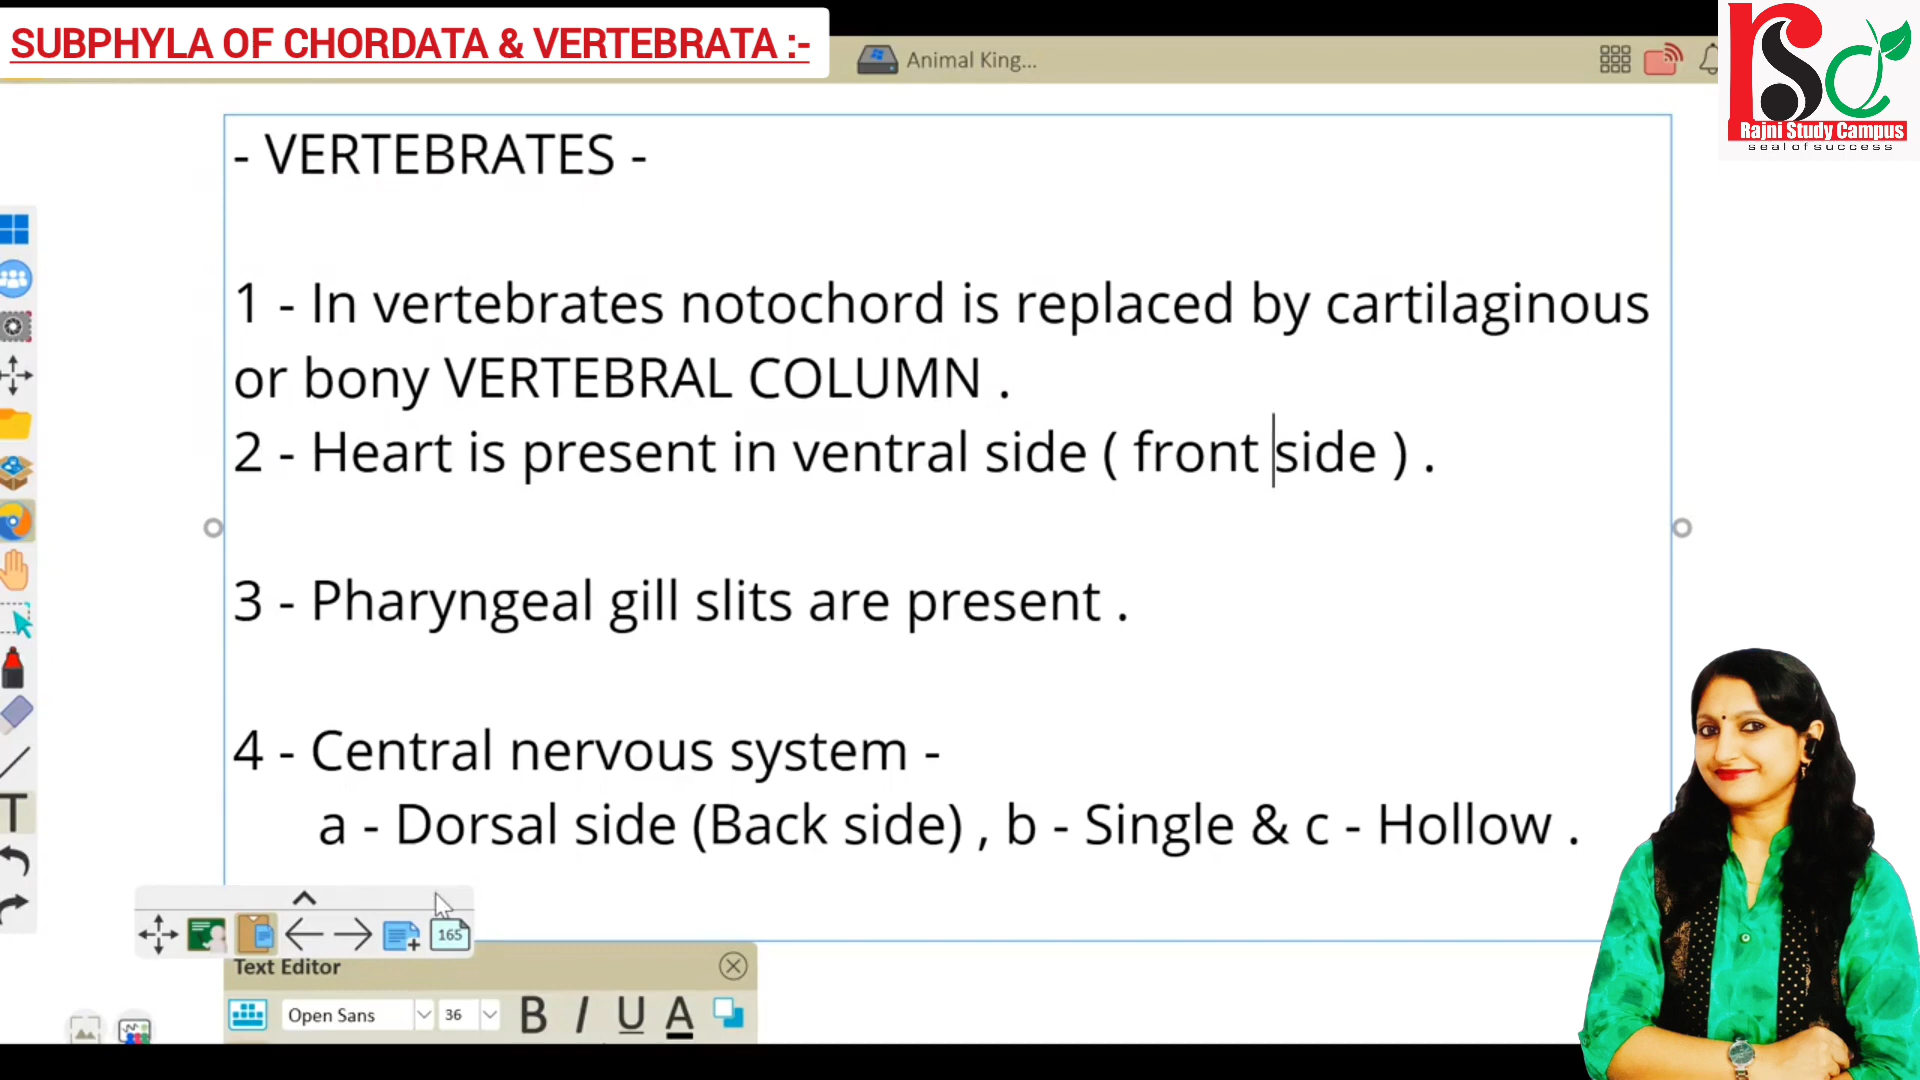 SUBPHYLA OF CHORDATA & VERTEBRATA :-
Animal King...
rsc
Rajni Study Campus
seal of success
- VERTEBRATES -
1 - In vertebrates notochord is replaced by cartilaginous
or bony VERTEBRAL COLUMN .
2 - Heart is present in ventral side ( front side ) .
3 - Pharyngeal gill slits are present .
4 - Central nervous system -
a - Dorsal side (Back side) , b - Single & c - Hollow .
165
Text Editor
Open Sans 36 B I U A